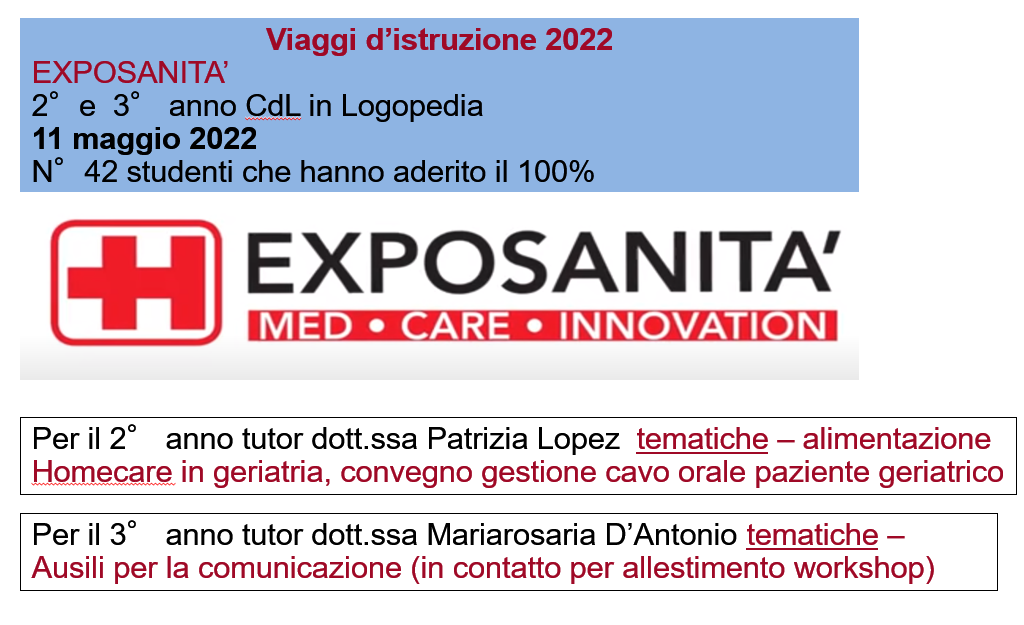 Viaggi d’istruzione 2022
EXPOSANITA’
2° e 3° anno CdL in Logopedia
11 maggio 2022
N° 42 studenti che hanno aderito il 100%
H EXPOSANITA’
MED • CARE • INNOVATION
Per il 2° anno tutor dott.ssa Patrizia Lopez tematiche – alimentazione
Homecare in geriatria, convegno gestione cavo orale paziente geriatrico
Per il 3° anno tutor dott.ssa Mariarosaria D’Antonio tematiche –
Ausili per la comunicazione (in contatto per allestimento workshop)